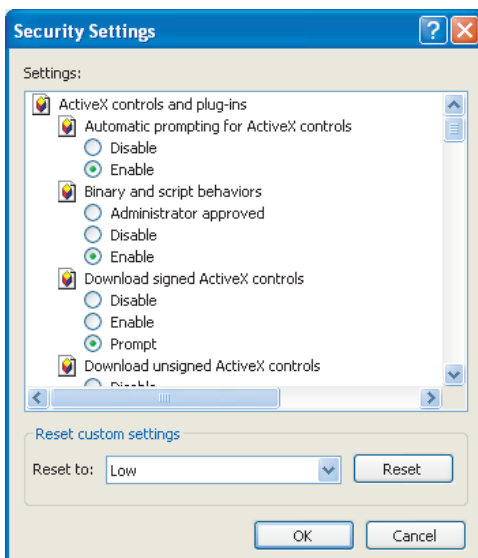 Security Settings
Settings:
ActiveX controls and plug-ins
Automatic prompting for ActiveX controls
Disable
Enable
Binary and script behaviors
Administrator approved
Disable
Enable
Download signed ActiveX controls
Disable
Enable
Prompt
Download unsigned ActiveX controls
Disable
Reset custom settings
Reset to: Low Reset
OK Cancel